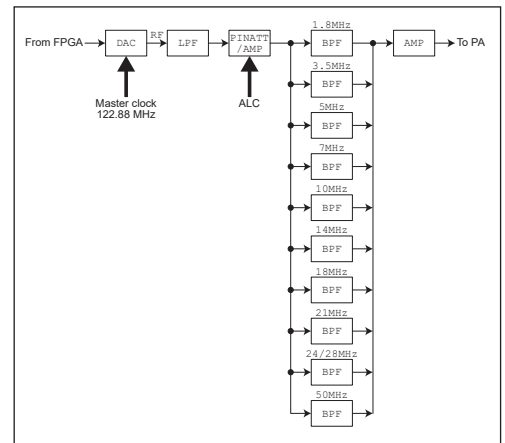 From FPGA
DAC
RF
LPF
PINATT
/AMP
1.8MHz
BPF
AMP
To PA
Master clock
122.88 MHz
ALC
3.5MHz
BPF
5MHz
BPF
7MHz
BPF
10MHz
BPF
14MHz
BPF
18MHz
BPF
21MHz
BPF
24/28MHz
BPF
50MHz
BPF